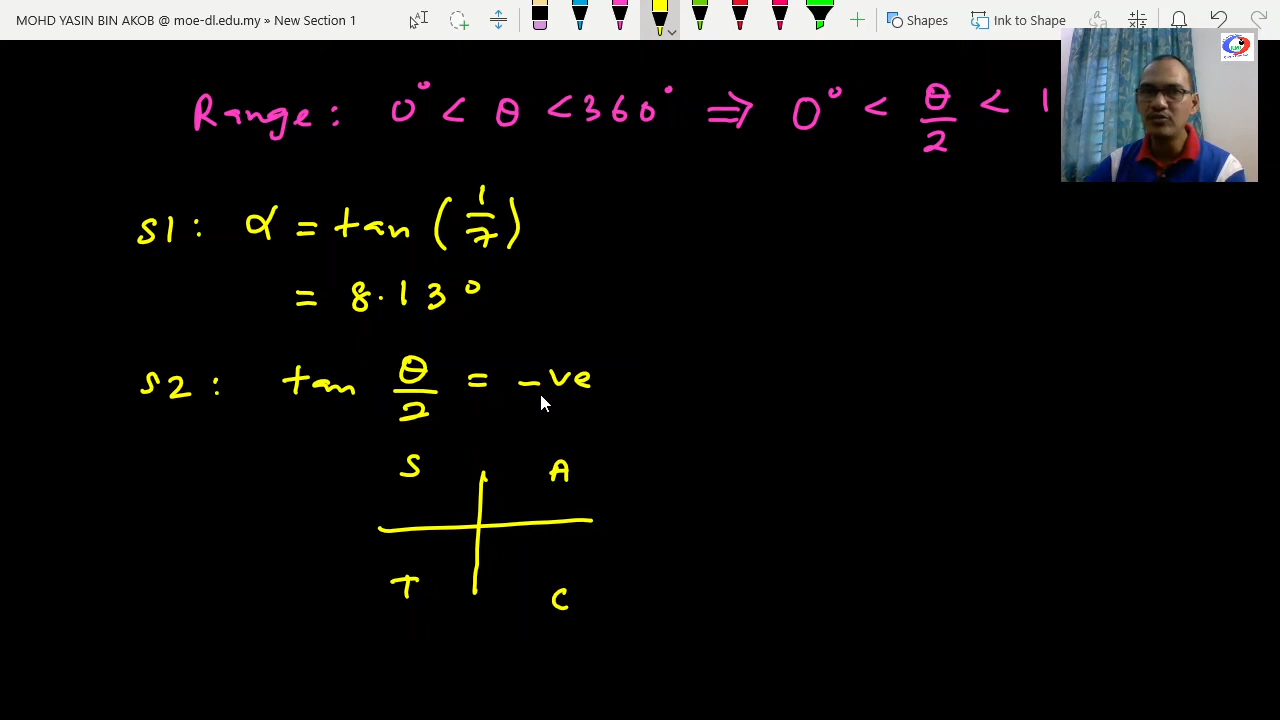 MOHD YASIN BIN AKOB @ moe-dl.edu.my » New Section 1
Shapes Ink to Shape
Range : 0° < θ < 360° ⇒ 0° < θ/2 < 1
S1 : α = tan (1/7)
= 8.13°
S2 : tan θ/2 = -ve
S A
T C